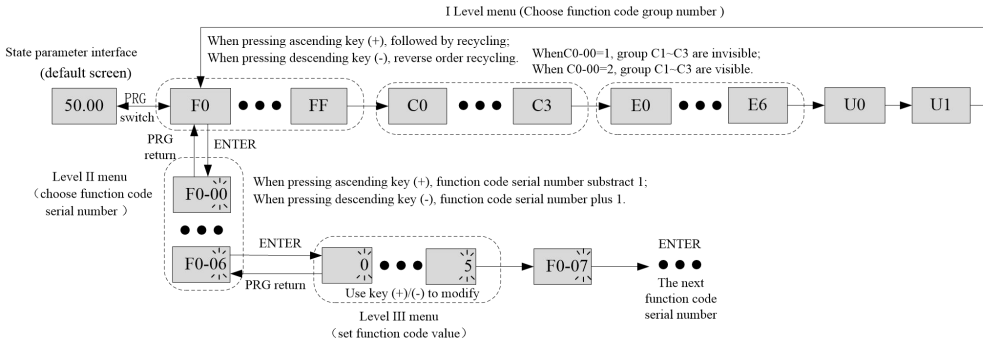 I Level menu (Choose function code group number )
State parameter interface
(default screen)
When pressing ascending key (+), followed by recycling;
When pressing descending key (-), reverse order recycling.
WhenC0-00=1, group C1~C3 are invisible;
When C0-00=2, group C1~C3 are visible.
50.00
PRG
switch
F0
FF
C0
C3
E0
E6
U0
U1
PRG
return
ENTER
Level II menu
（choose function code
serial number ）
F0-00
When pressing ascending key (+), function code serial number substract 1;
When pressing descending key (-), function code serial number plus 1.
F0-06
ENTER
PRG return
0
5
Use key (+)/(-) to modify
F0-07
ENTER
The next
function code
serial number
Level III menu
（set function code value）